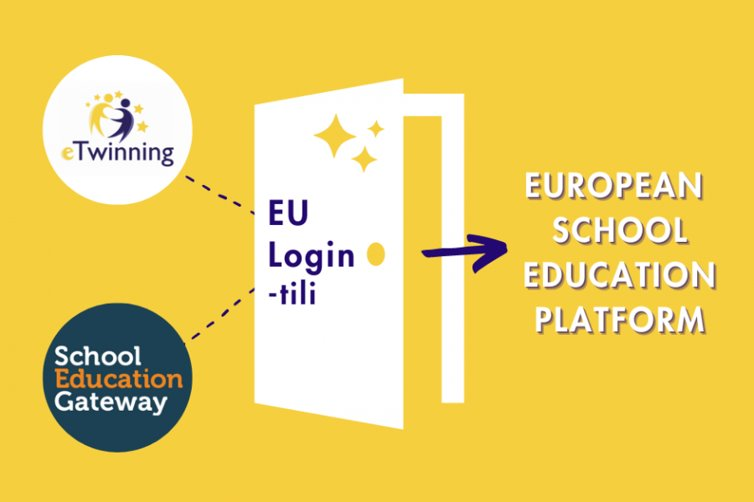 eTwinning
School
Education
Gateway
EU
Login
-tili
EUROPEAN
SCHOOL
EDUCATION
PLATFORM